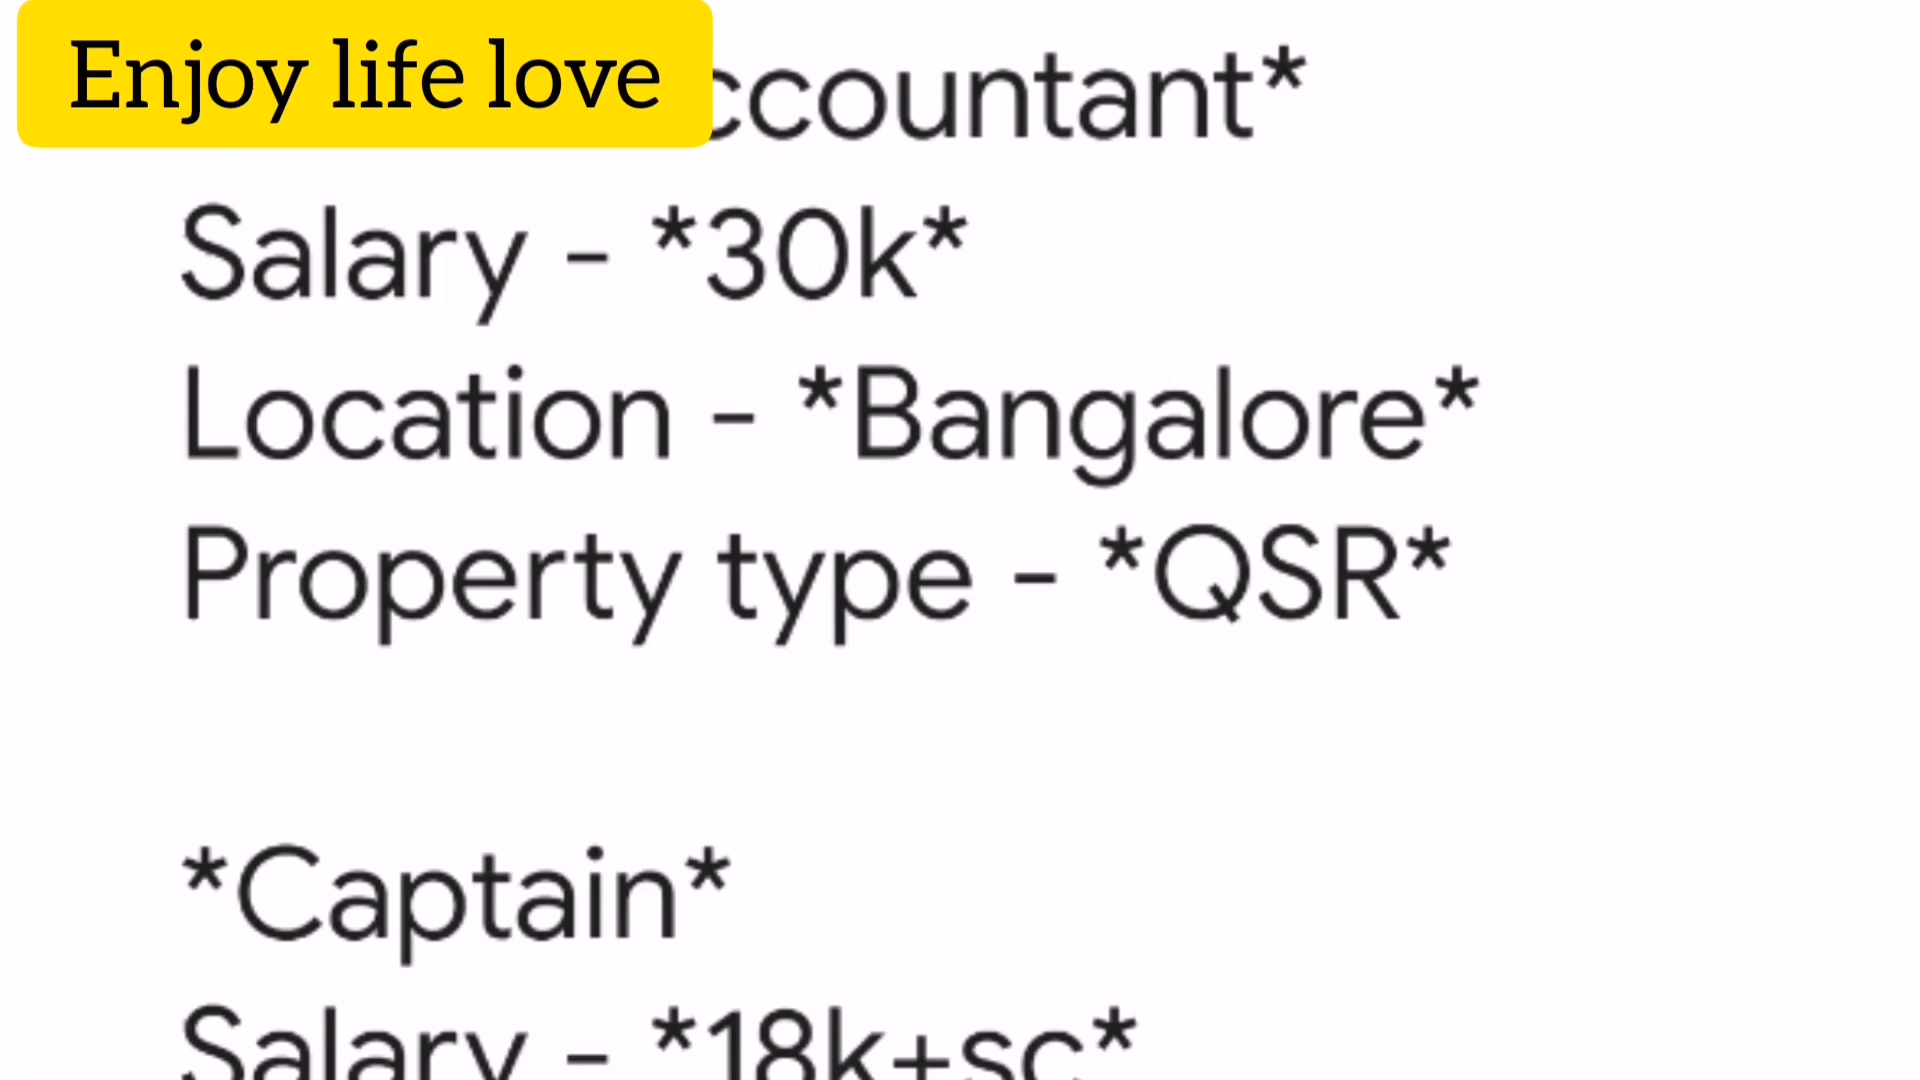 Enjoy life love
ccountant*
Salary - *30k*
Location - *Bangalore*
Property type - *QSR*
*Captain*
Salary - *18k+sc*